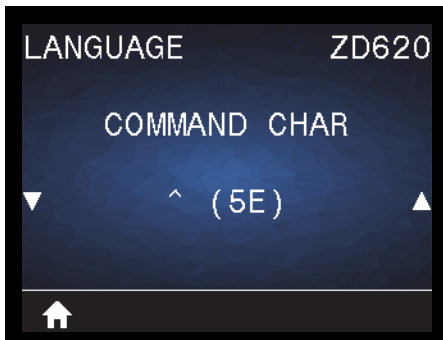 LANGUAGE ZD620
COMMAND CHAR
▼ ^ (5E) ▲